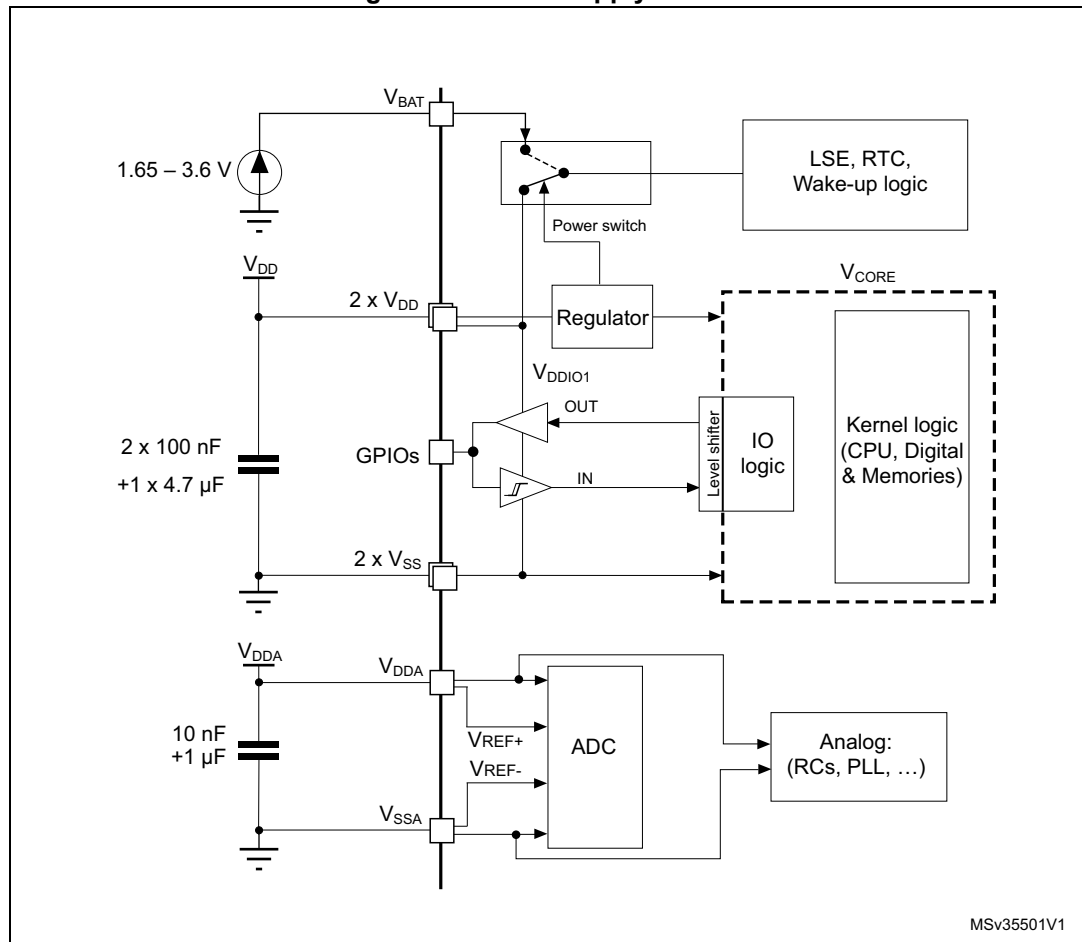 VBAT
1.65 – 3.6 V
LSE, RTC,
Wake-up logic
Power switch
VDD
VCORE
2 x VDD
Regulator
VDDIO1
OUT
2 x 100 nF
+1 x 4.7 µF
GPIOs
Level shifter
IO
logic
Kernel logic
(CPU, Digital
& Memories)
IN
2 x VSS
VDDA
VDDA
10 nF
+1 µF
VREF+
VREF-
ADC
Analog:
(RCs, PLL, …)
VSSA
MSv35501V1